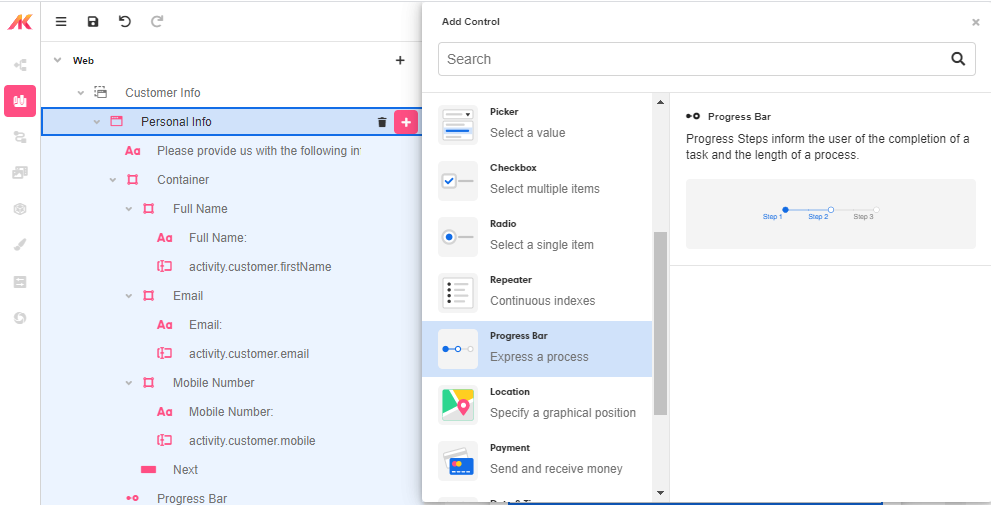 Web
Customer Info
Personal Info
Aa Please provide us with the following in
Container
Full Name
Aa Full Name:
activity.customer.firstName
Email
Aa Email:
activity.customer.email
Mobile Number
Aa Mobile Number:
activity.customer.mobile
Next
Progress Bar
Add Control
Search
Picker
Select a value
Checkbox
Select multiple items
Radio
Select a single item
Repeater
Continuous indexes
Progress Bar
Express a process
Location
Specify a graphical position
Payment
Send and receive money
Progress Bar
Progress Steps inform the user of the completion of a
task and the length of a process.
Step 1 Step 2 Step 3